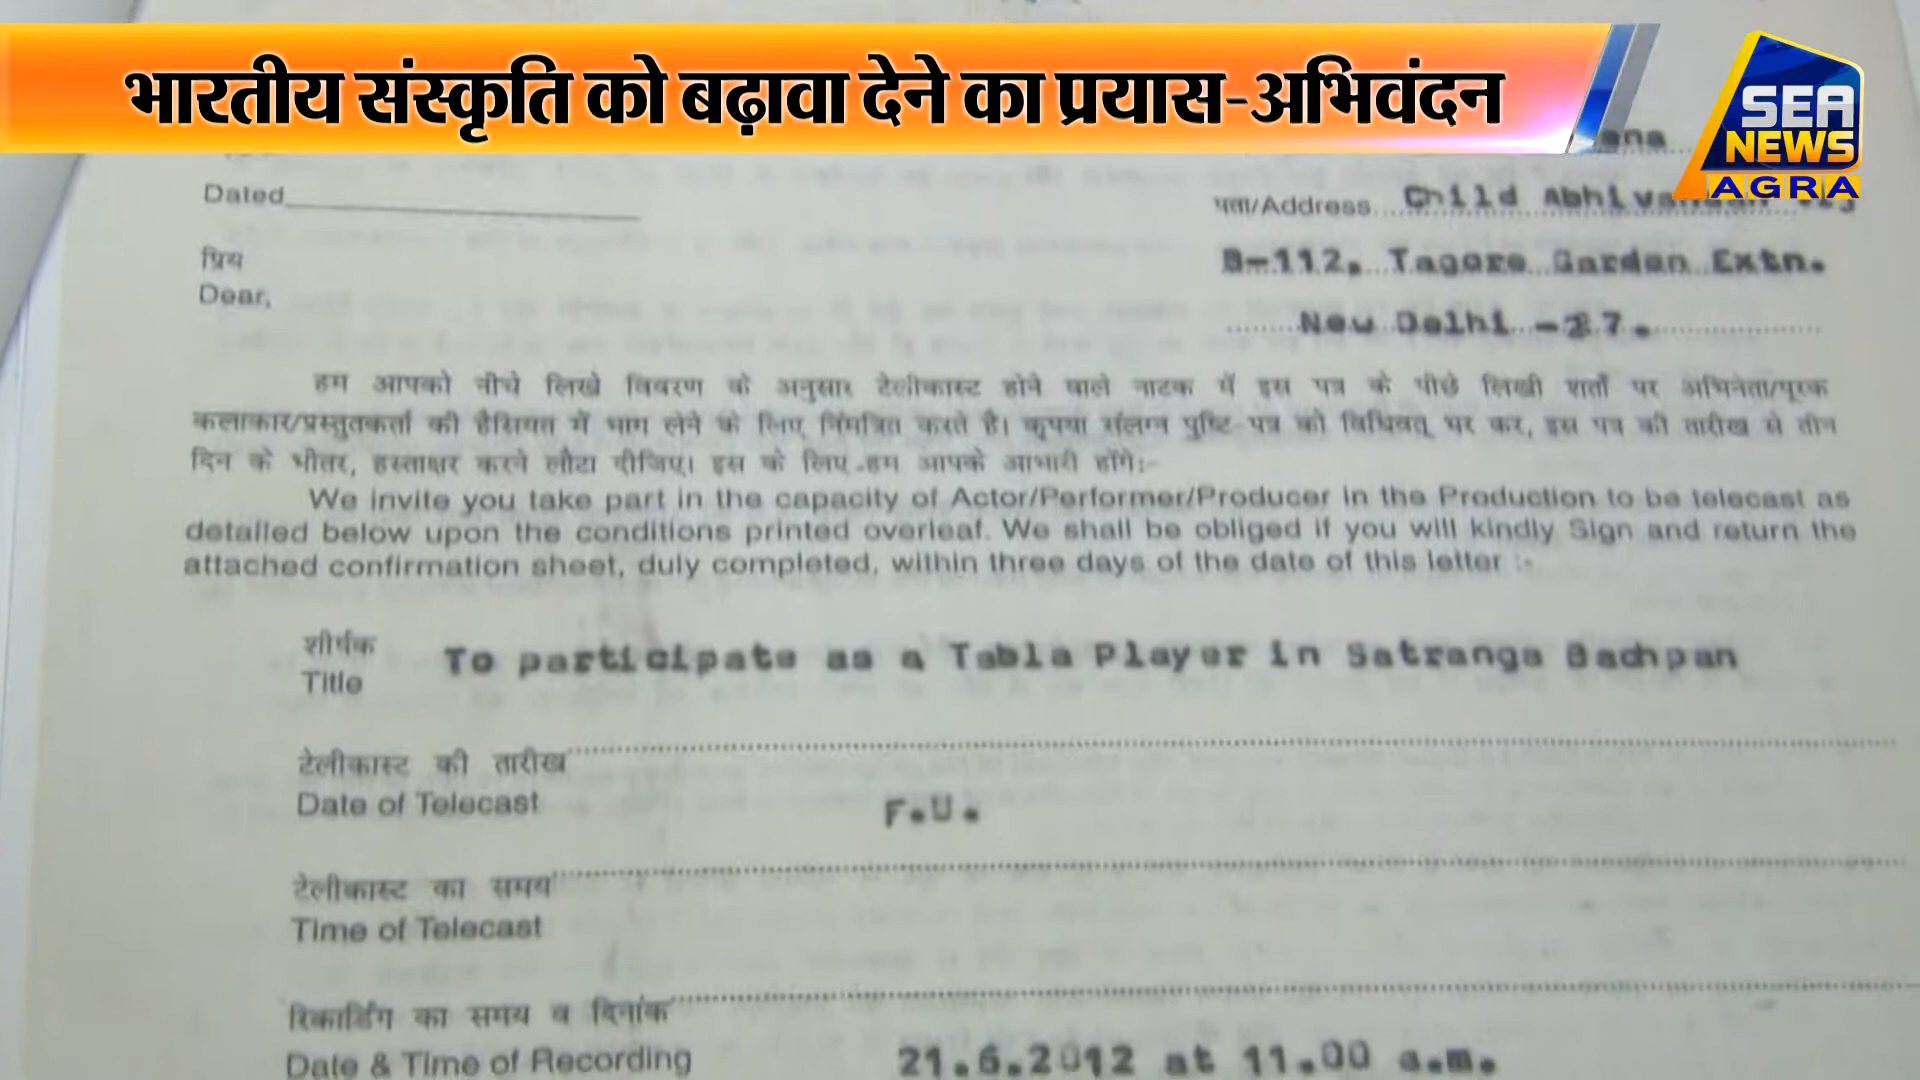 भारतीय संस्कृति को बढ़ावा देने का प्रयास-अभिवंदन
SEA
NEWS
AGRA
Dated
पता/Address Child
प्रिय
Dear,
B-112, Tagore Garden Extn.
New Delhi -27.
हम आपको नीचे लिखे विवरण के अनुसार टेलीकास्ट होने वाले नाटक में इस पत्र के पीछे लिखी शर्तों पर अभिनेता/पूरक
कलाकार/प्रस्तुतकर्ता की हैसियत में भाग लेने के लिए निमंत्रित करते है। कृपया संलग्न पुष्टि-पत्र को विधिवत् भर कर, इस पत्र की तारीख से तीन
दिन के भीतर, हस्ताक्षर करने लौटा दीजिए। इस के लिए हम आपके आभारी होंगे:-
We invite you take part in the capacity of Actor/Performer/Producer in the Production to be telecast as
detailed below upon the conditions printed overleaf. We shall be obliged if you will kindly Sign and return the
attached confirmation sheet, duly completed, within three days of the date of this letter :-
शीर्षक
Title To participate as a Tabla Player in Satranga Bachpan
टेलीकास्ट की तारीख
Date of Telecast F.U.
टेलीकास्ट का समय
Time of Telecast
रिकार्डिंग का समय व दिनांक
Date & Time of Recording 21.6.2012 at 11.00 a.m.